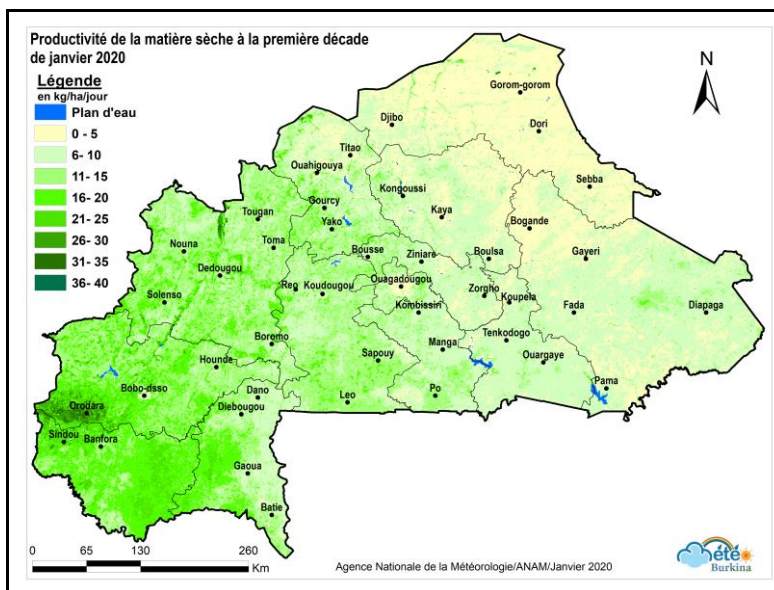 Productivité de la matière sèche à la première décade
de janvier 2020
Légende
en kg/ha/jour
Plan d'eau
0 - 5
6- 10
11- 15
16- 20
21- 25
26- 30
31- 35
36- 40
N
Gorom-gorom
Djibo
Dori
Titao
Ouahigouya
Sebba
Kongoussi
Gourcy
Kaya
Tougan
Yako
Bogande
Toma
Nouna
Bousse
Ziniare
Boulsa
Gayeri
Dedougou
Ouagadougou
Reo
Koudougou
Zorgho
Koupela
Solenso
Kombissiri
Fada
Diapaga
Boromo
Tenkodogo
Manga
Hounde
Sapouy
Ouargaye
Bobo-dsso
Pama
Dano
Leo
Po
Orodara
Diebougou
Sindou
Banfora
Gaoua
Batie
0 65 130 260
Km
Agence Nationale de la Météorologie/ANAM/Janvier 2020
météo
Burkina